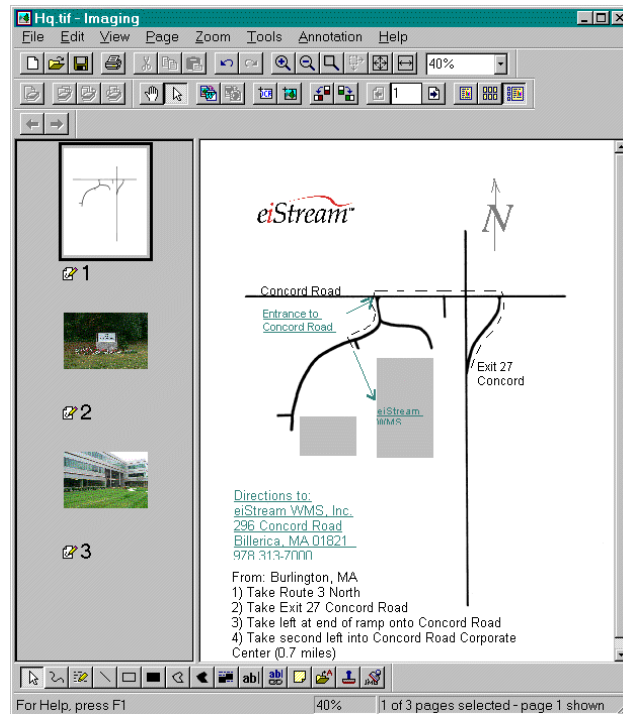 Hq.tif - Imaging
File Edit View Page Zoom Tools Annotation Help
40%
1
1
2
3
eiStream™
N
Concord Road
Entrance to
Concord Road
Exit 27
Concord
eiStream
WMS
Directions to:
eiStream WMS, Inc.
296 Concord Road
Billerica, MA 01821
978 313-7000
From: Burlington, MA
1) Take Route 3 North
2) Take Exit 27 Concord Road
3) Take left at end of ramp onto Concord Road
4) Take second left into Concord Road Corporate
Center (0.7 miles)
ab|
ab|
For Help, press F1
40%
1 of 3 pages selected - page 1 shown